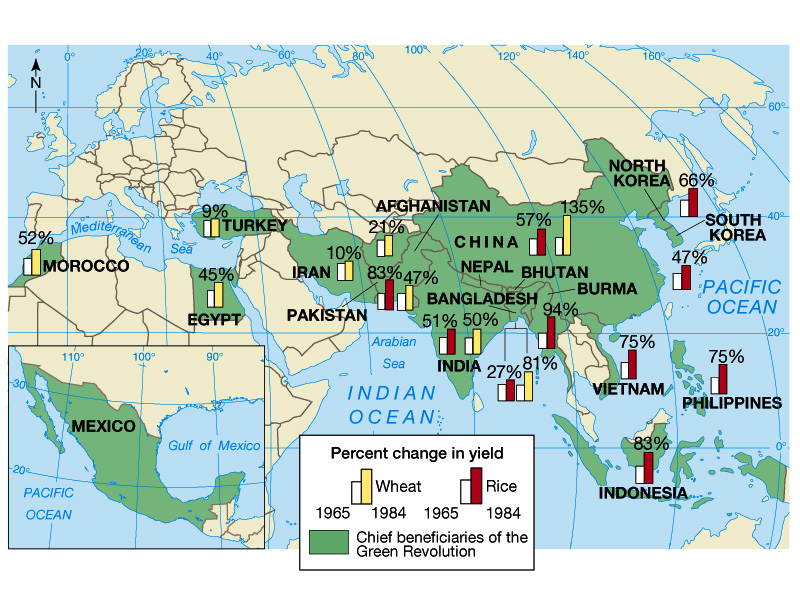 0°
20°
40°
60°
80°
100°
120°
140°
160°
N
60°
40°
20°
0°
NORTH
KOREA
66%
SOUTH
KOREA
AFGHANISTAN
135%
57%
CHINA
9%
TURKEY
21%
Mediterranean
Sea
52%
MOROCCO
10%
IRAN
83%
47%
NEPAL
BHUTAN
47%
45%
EGYPT
PAKISTAN
BANGLADESH
BURMA
PACIFIC
OCEAN
51%
50%
94%
INDIA
Arabian
Sea
27%
81%
75%
VIETNAM
75%
PHILIPPINES
INDIAN
OCEAN
83%
INDONESIA
110°
100°
90°
30°
20°
MEXICO
Gulf of Mexico
PACIFIC
OCEAN
Percent change in yield
Wheat
Rice
1965 1984 1965 1984
Chief beneficiaries of the
Green Revolution